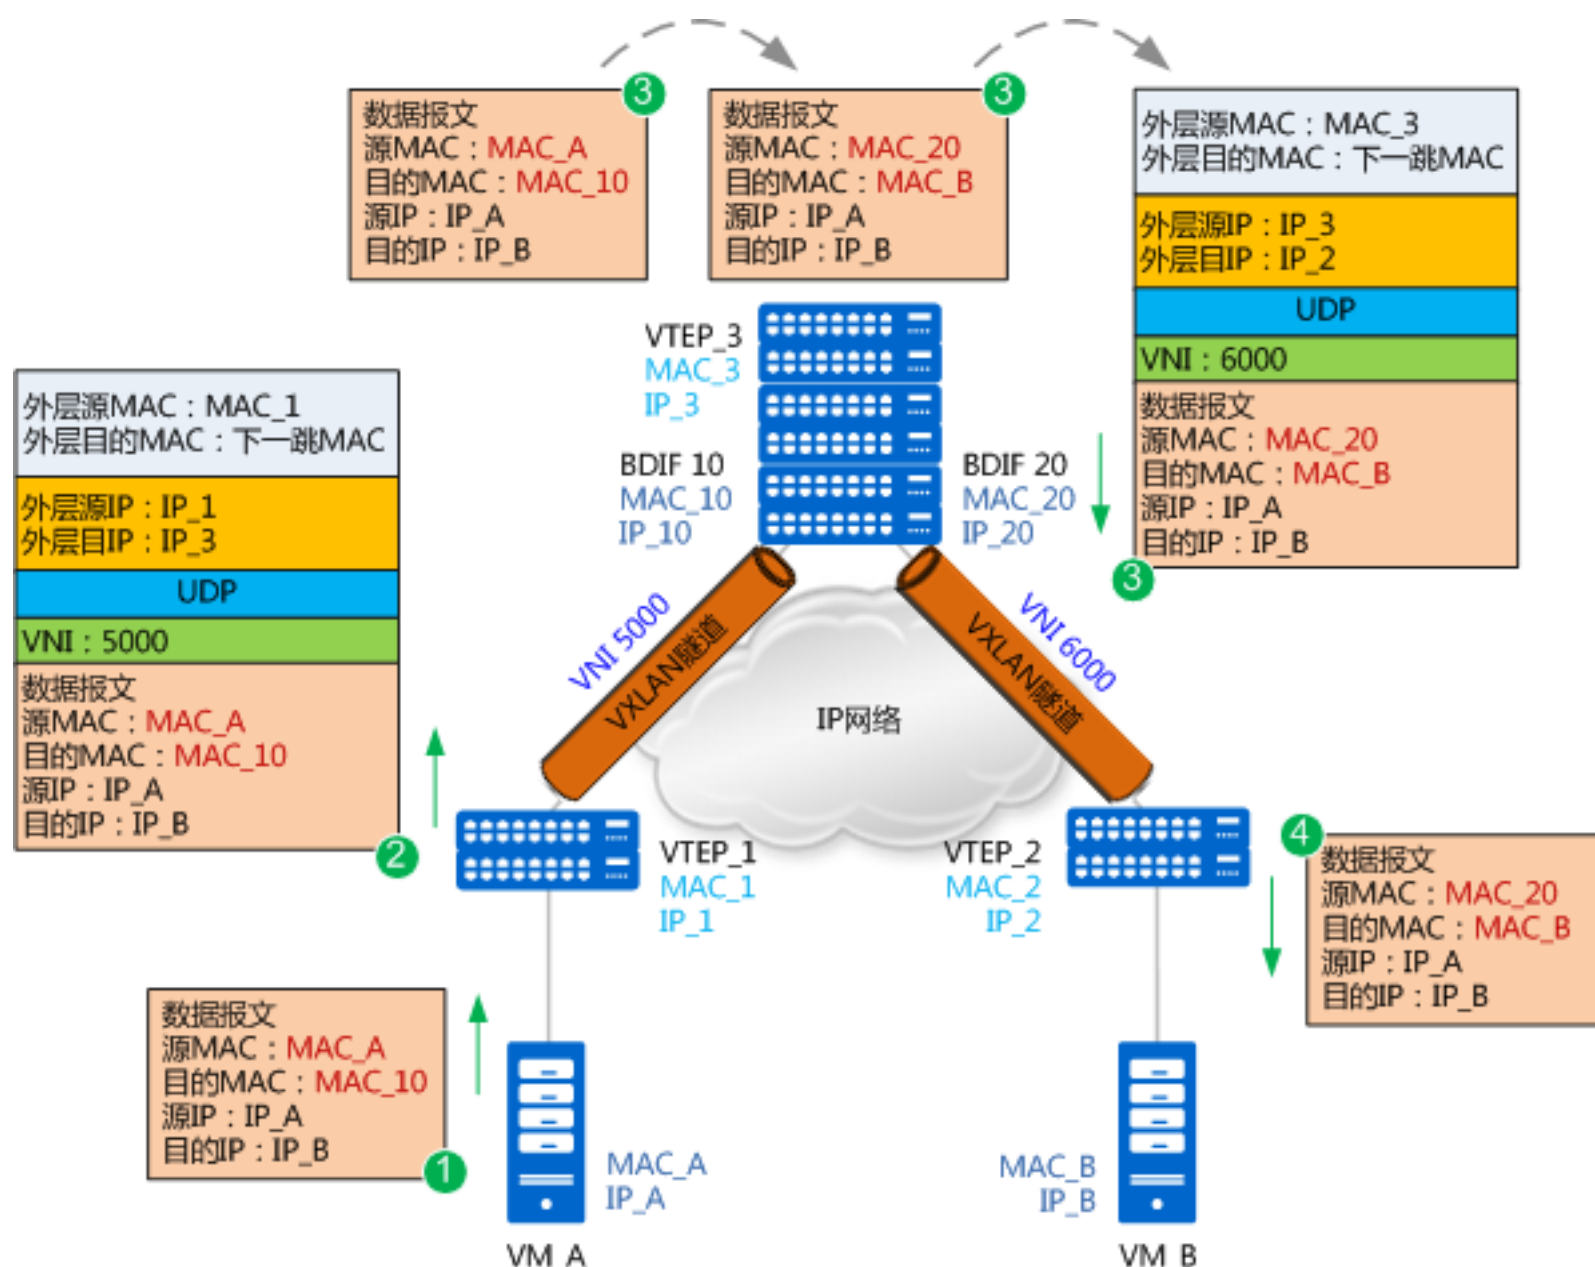 3
数据报文
源MAC：MAC_A
目的MAC：MAC_10
源IP：IP_A
目的IP：IP_B
3
数据报文
源MAC：MAC_20
目的MAC：MAC_B
源IP：IP_A
目的IP：IP_B
外层源MAC：MAC_3
外层目的MAC：下一跳MAC
外层源IP：IP_3
外层目IP：IP_2
UDP
VNI：6000
数据报文
源MAC：MAC_20
目的MAC：MAC_B
源IP：IP_A
目的IP：IP_B
3
VTEP_3
MAC_3
IP_3
BDIF 10
MAC_10
IP_10
BDIF 20
MAC_20
IP_20
外层源MAC：MAC_1
外层目的MAC：下一跳MAC
外层源IP：IP_1
外层目IP：IP_3
UDP
VNI：5000
数据报文
源MAC：MAC_A
目的MAC：MAC_10
源IP：IP_A
目的IP：IP_B
2
VNI 5000
VXLAN隧道
VNI 6000
VXLAN隧道
IP网络
VTEP_1
MAC_1
IP_1
VTEP_2
MAC_2
IP_2
4
数据报文
源MAC：MAC_20
目的MAC：MAC_B
源IP：IP_A
目的IP：IP_B
数据报文
源MAC：MAC_A
目的MAC：MAC_10
源IP：IP_A
目的IP：IP_B
1
MAC_A
IP_A
VM A
MAC_B
IP_B
VM B